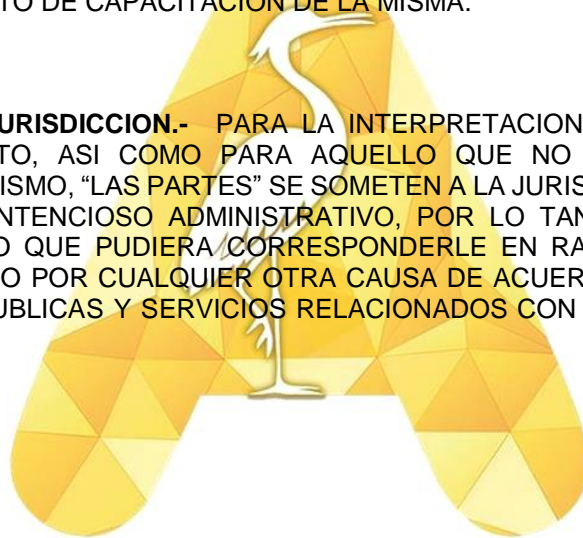 TO DE CAPACITACION DE LA MISMA.
URISDICCION.- PARA LA INTERPRETACION
TO, ASI COMO PARA AQUELLO QUE NO
ISMO, “LAS PARTES” SE SOMETEN A LA JURIS
NTENCIOSO ADMINISTRATIVO, POR LO TAN
O QUE PUDIERA CORRESPONDERLE EN RA
O POR CUALQUIER OTRA CAUSA DE ACUER
UBLICAS Y SERVICIOS RELACIONADOS CON